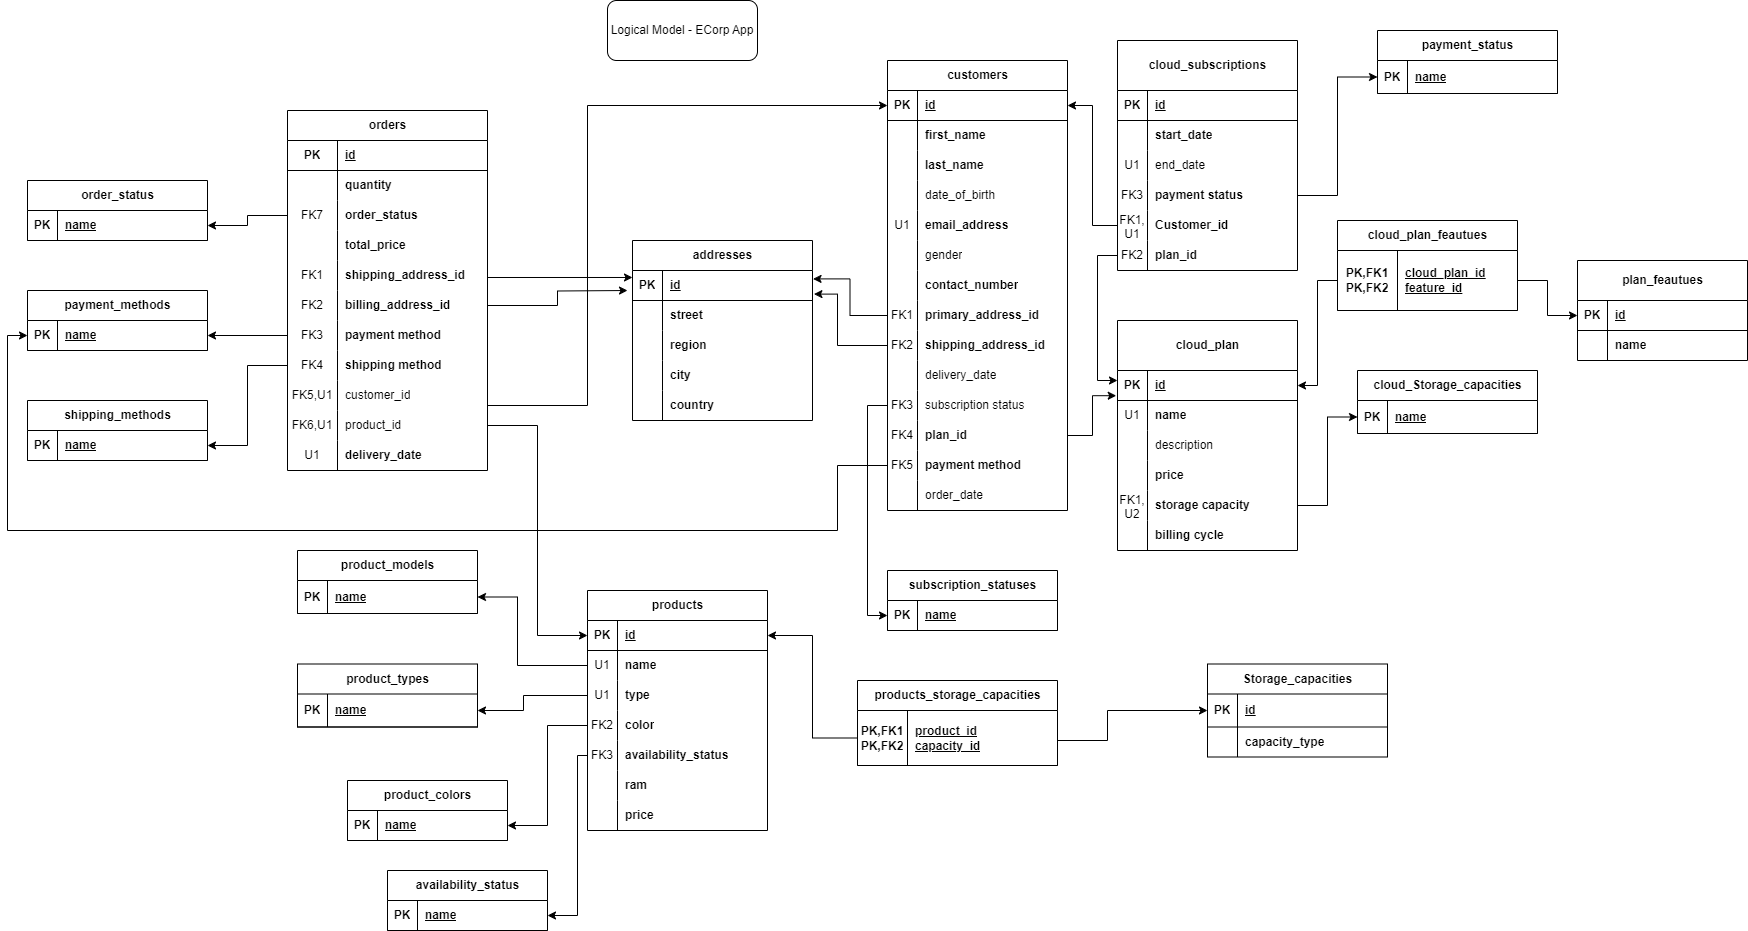 Logical Model - ECorp App
orders
PK id
quantity
FK7 order_status
total_price
FK1 shipping_address_id
FK2 billing_address_id
FK3 payment method
FK4 shipping method
FK5,U1 customer_id
FK6,U1 product_id
U1 delivery_date
order_status
PK name
payment_methods
PK name
shipping_methods
PK name
addresses
PK id
street
region
city
country
customers
PK id
first_name
last_name
date_of_birth
U1 email_address
gender
contact_number
FK1 primary_address_id
FK2 shipping_address_id
delivery_date
FK3 subscription status
FK4 plan_id
FK5 payment method
order_date
cloud_subscriptions
PK id
start_date
U1 end_date
FK3 payment status
FK1,
U1 Customer_id
FK2 plan_id
payment_status
PK name
cloud_plan_feautues
PK,FK1 cloud_plan_id
PK,FK2 feature_id
plan_feautues
PK id
name
cloud_plan
PK id
U1 name
description
price
FK1,
U2 storage capacity
billing cycle
cloud_Storage_capacities
PK name
subscription_statuses
PK name
product_models
PK name
product_types
PK name
product_colors
PK name
availability_status
PK name
products
PK id
U1 name
U1 type
FK2 color
FK3 availability_status
ram
price
products_storage_capacities
PK,FK1 product_id
PK,FK2 capacity_id
Storage_capacities
PK id
capacity_type